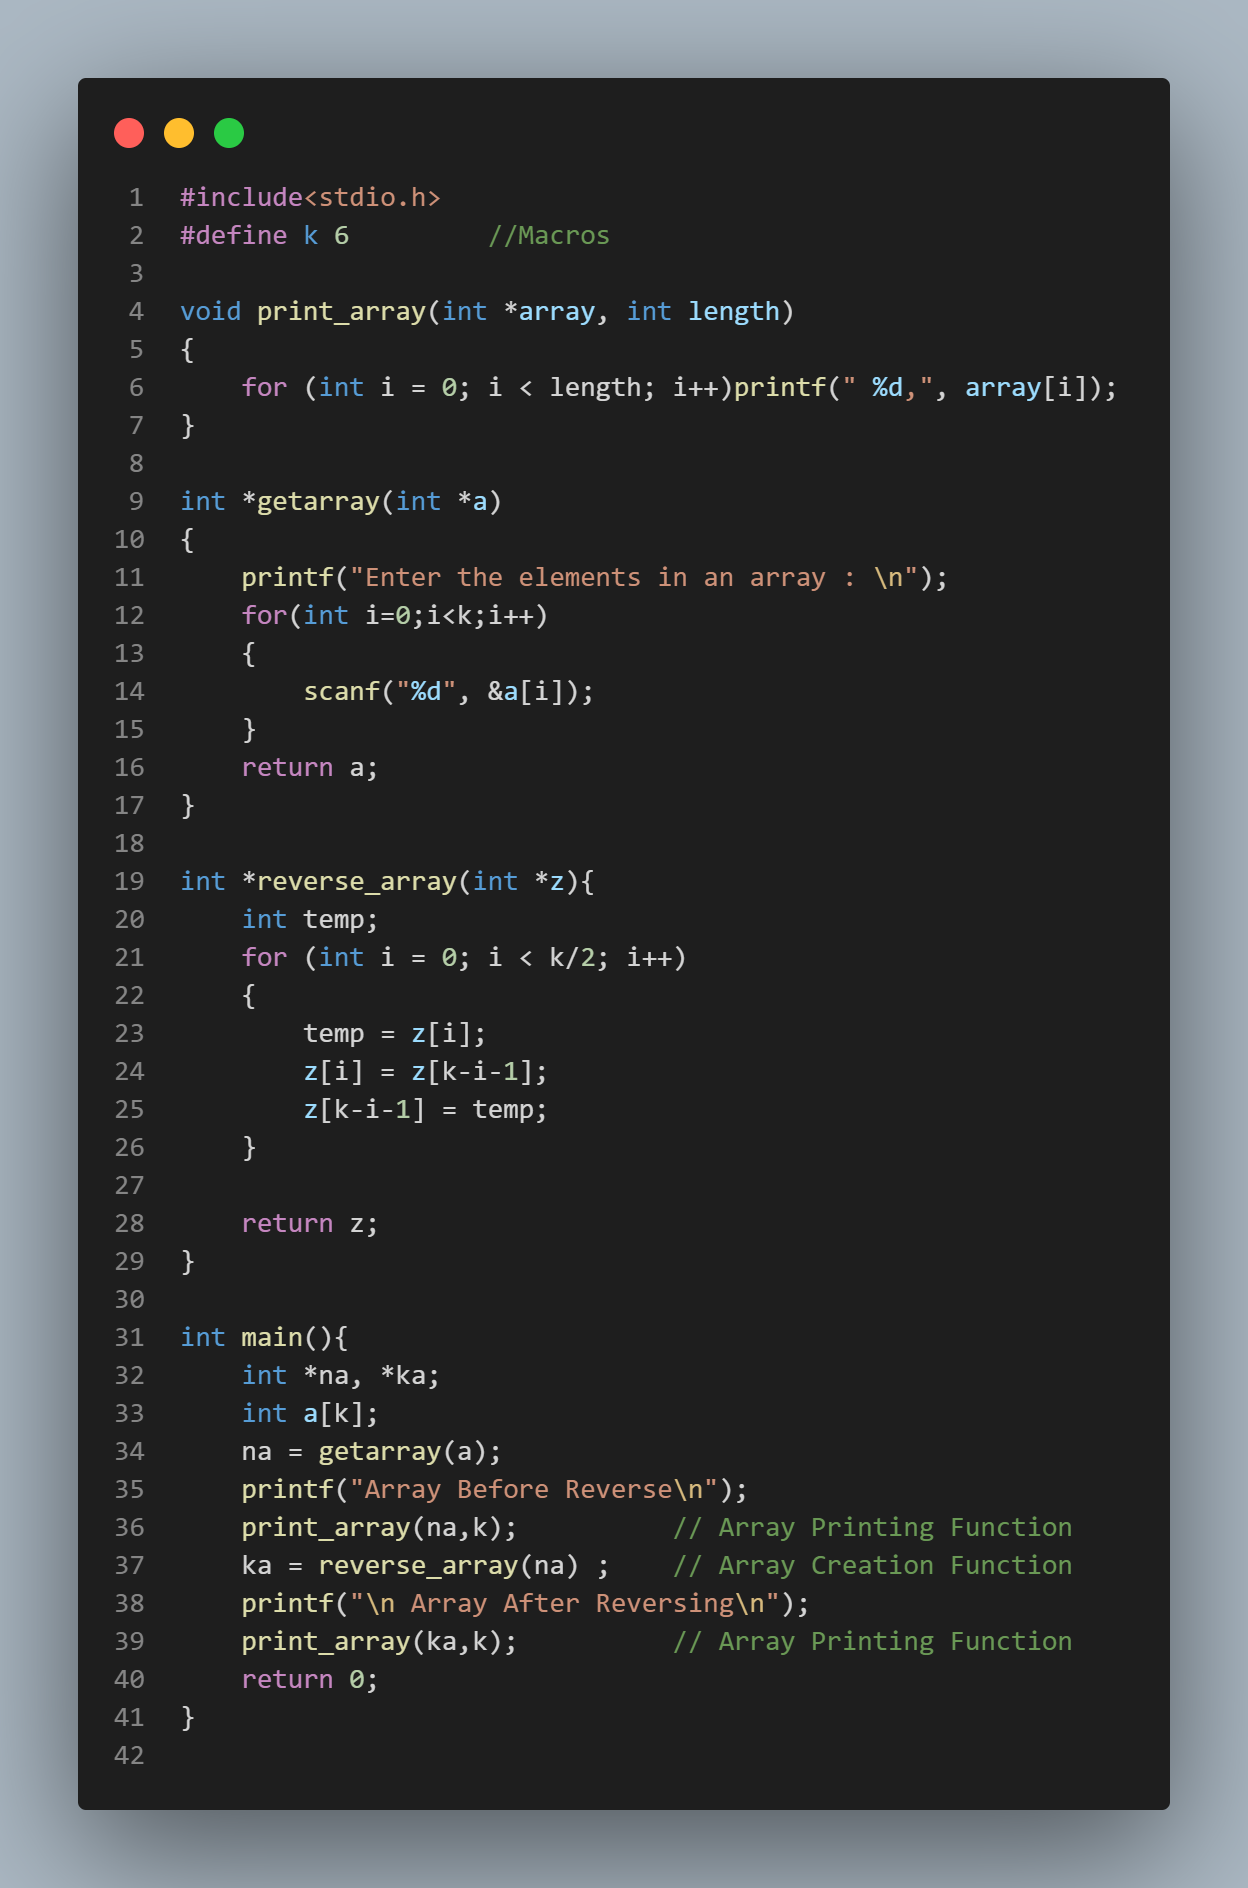 1 #include<stdio.h>
2 #define k 6         //Macros
3
4 void print_array(int *array, int length)
5 {
6     for (int i = 0; i < length; i++)printf(" %d,", array[i]);
7 }
8
9 int *getarray(int *a)
10 {
11     printf("Enter the elements in an array : \n");
12     for(int i=0;i<k;i++)
13     {
14         scanf("%d", &a[i]);
15     }
16     return a;
17 }
18
19 int *reverse_array(int *z){
20     int temp;
21     for (int i = 0; i < k/2; i++)
22     {
23         temp = z[i];
24         z[i] = z[k-i-1];
25         z[k-i-1] = temp;
26     }
27
28     return z;
29 }
30
31 int main(){
32     int *na, *ka;
33     int a[k];
34     na = getarray(a);
35     printf("Array Before Reverse\n");
36     print_array(na,k);          // Array Printing Function
37     ka = reverse_array(na) ;    // Array Creation Function
38     printf("\n Array After Reversing\n");
39     print_array(ka,k);          // Array Printing Function
40     return 0;
41 }
42